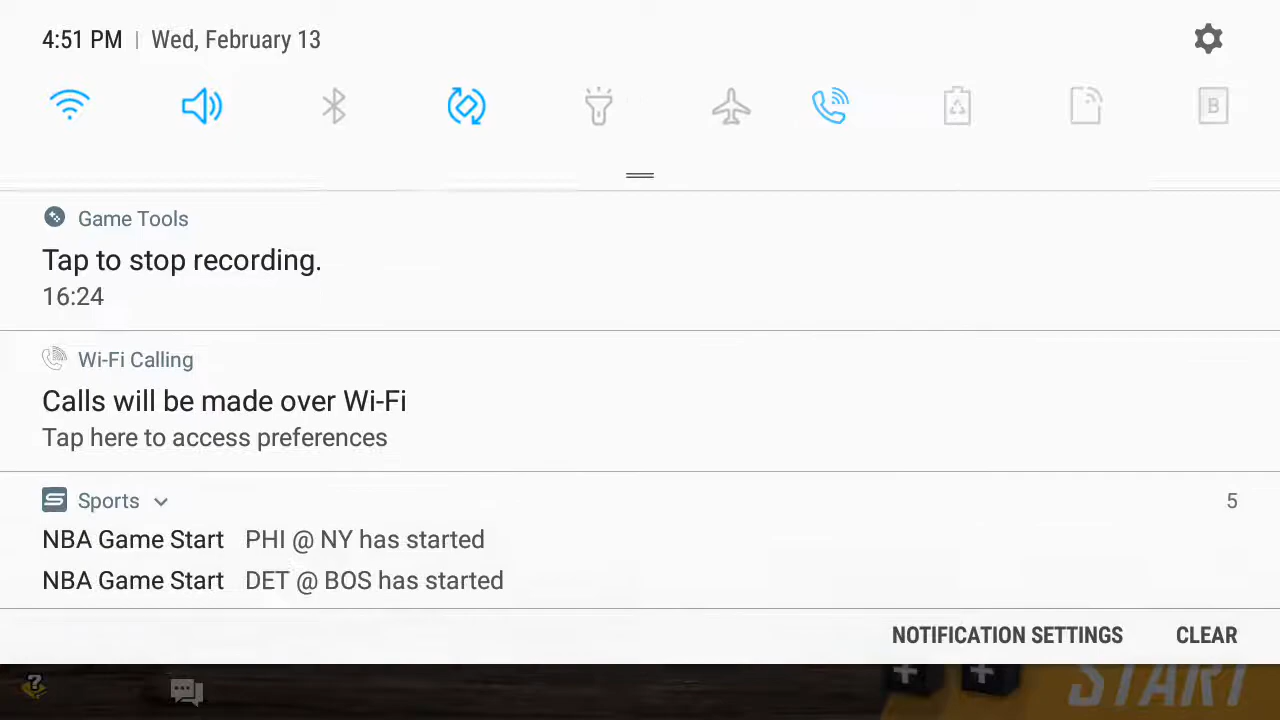 4:51 PM | Wed, February 13
B
Game Tools
Tap to stop recording.
16:24
Wi-Fi Calling
Calls will be made over Wi-Fi
Tap here to access preferences
S Sports 5
NBA Game Start PHI @ NY has started
NBA Game Start DET @ BOS has started
NOTIFICATION SETTINGS CLEAR
? + + START